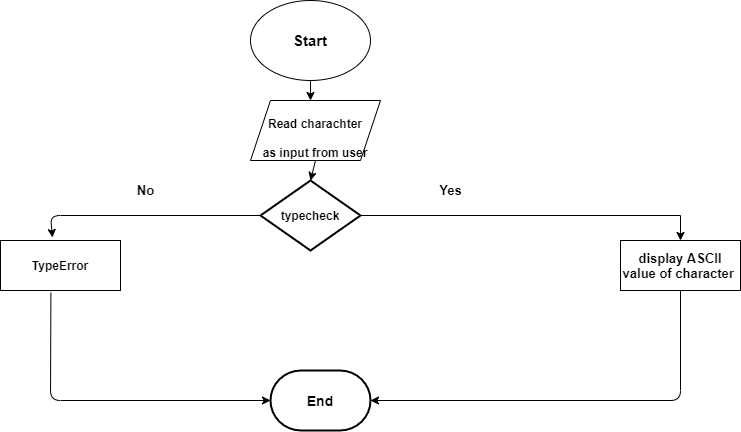 Start
Read charachter
as input from user
No
Yes
typecheck
TypeError
display ASCII
value of character
End